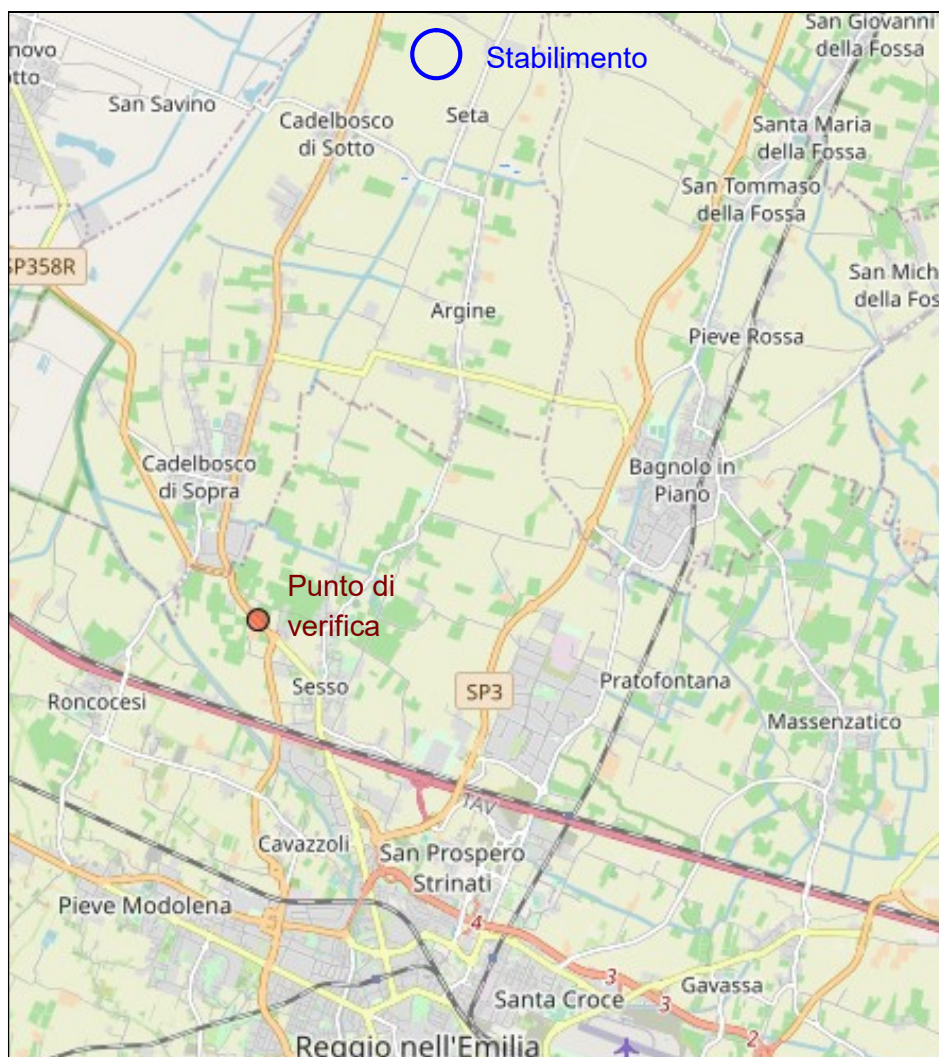 San Giovanni
della Fossa
novo
otto
Stabilimento
San Savino
Seta
Cadelbosco
di Sotto
Santa Maria
della Fossa
San Tommaso
della Fossa
SP358R
San Mich
della Fos
Argine
Pieve Rossa
Cadelbosco
di Sopra
Bagnolo in
Piano
Punto di
verifica
Sesso
SP3
Pratofontana
Roncocesi
Massenzatico
TAV
Cavazzoli
San Prospero
Strinati
Pieve Modolena
4
3
Santa Croce
Gavassa
3
2
Reggio nell'Emilia